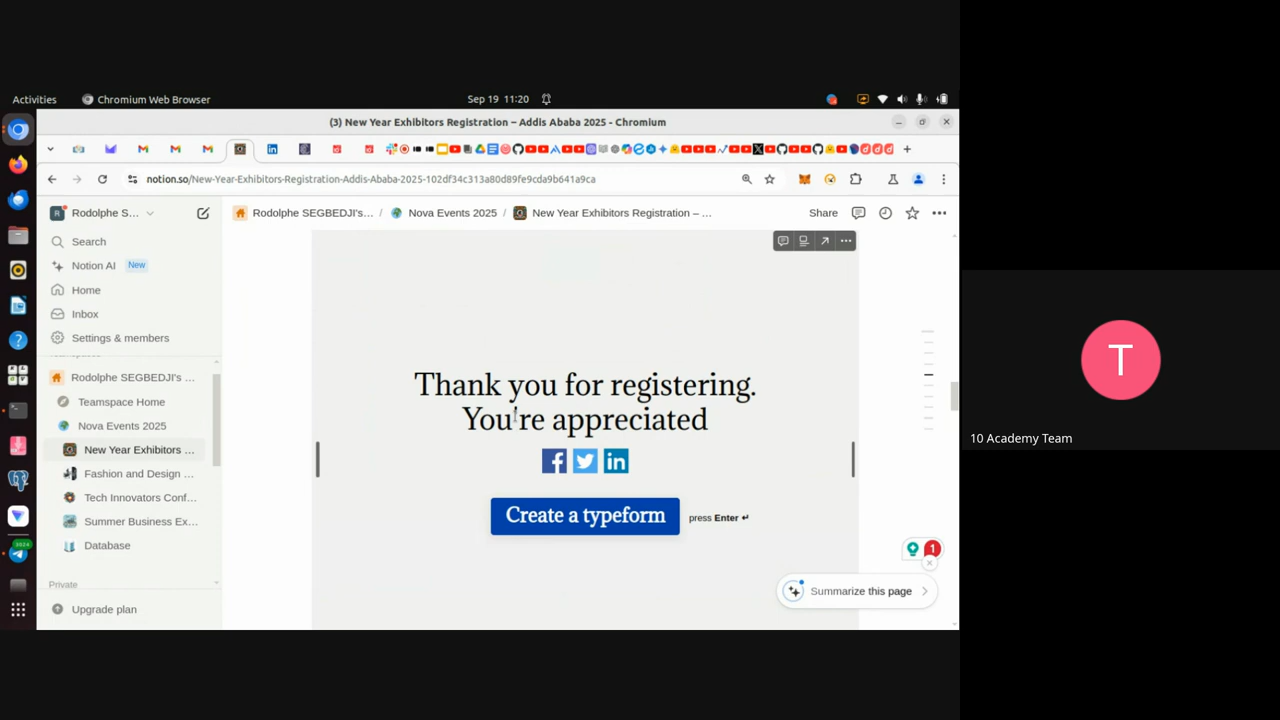 Activities
Chromium Web Browser
Sep 19 11:20
(3) New Year Exhibitors Registration – Addis Ababa 2025 - Chromium
notion.so/New-Year-Exhibitors-Registration-Addis-Ababa-2025-102df34c313a80d89fe9cda9b641a9ca
Rodolphe S...
Rodolphe SEGBEDJI's... / Nova Events 2025 / New Year Exhibitors Registration – ...
Share
Search
Notion AI New
Home
Inbox
Settings & members
Rodolphe SEGBEDJI's ...
Teamspace Home
Nova Events 2025
New Year Exhibitors ...
Fashion and Design ...
Tech Innovators Conf...
Summer Business Ex...
Database
Private
Upgrade plan
Thank you for registering.
You're appreciated
Create a typeform
press Enter ↵
1
Summarize this page
T
10 Academy Team